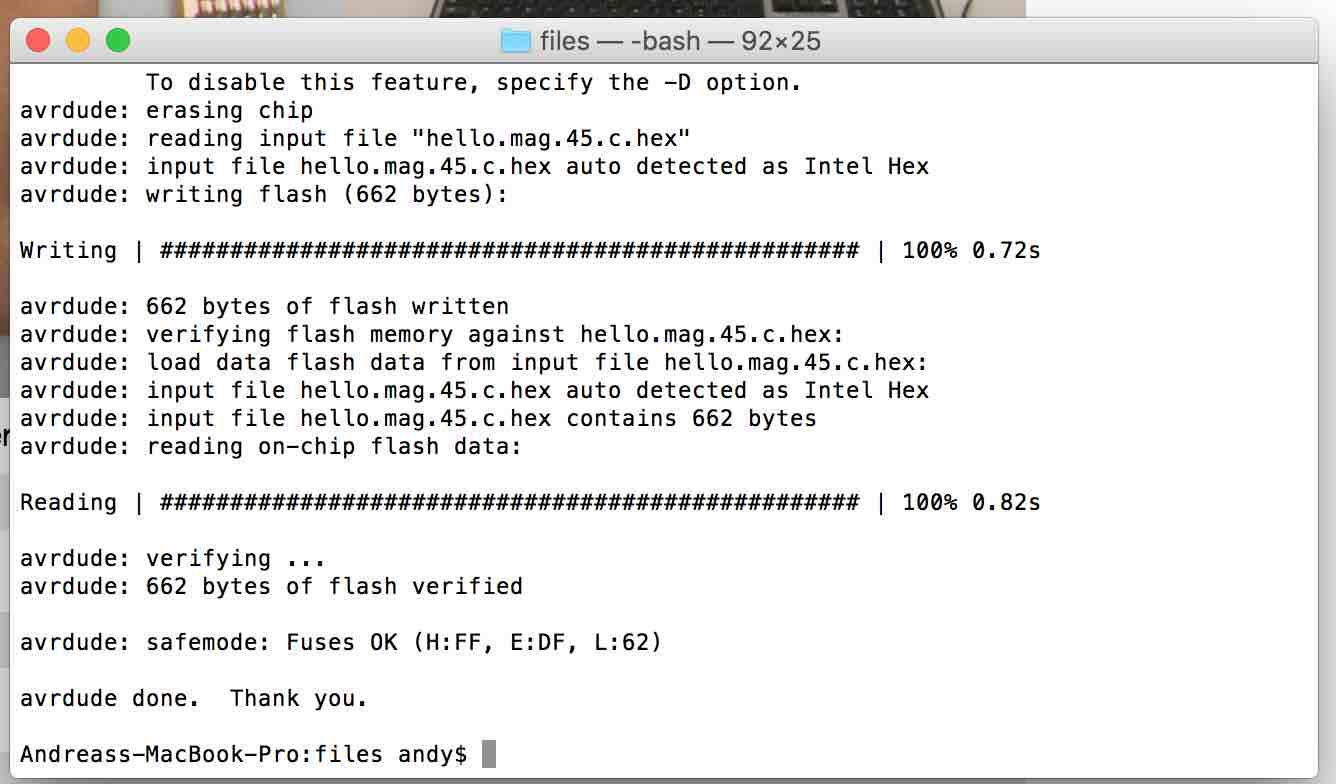 files — -bash — 92×25
To disable this feature, specify the -D option.
avrdude: erasing chip
avrdude: reading input file "hello.mag.45.c.hex"
avrdude: input file hello.mag.45.c.hex auto detected as Intel Hex
avrdude: writing flash (662 bytes):
Writing | ################################################## | 100% 0.72s
avrdude: 662 bytes of flash written
avrdude: verifying flash memory against hello.mag.45.c.hex:
avrdude: load data flash data from input file hello.mag.45.c.hex:
avrdude: input file hello.mag.45.c.hex auto detected as Intel Hex
avrdude: input file hello.mag.45.c.hex contains 662 bytes
avrdude: reading on-chip flash data:
Reading | ################################################## | 100% 0.82s
avrdude: verifying ...
avrdude: 662 bytes of flash verified
avrdude: safemode: Fuses OK (H:FF, E:DF, L:62)
avrdude done.  Thank you.
Andreass-MacBook-Pro:files andy$